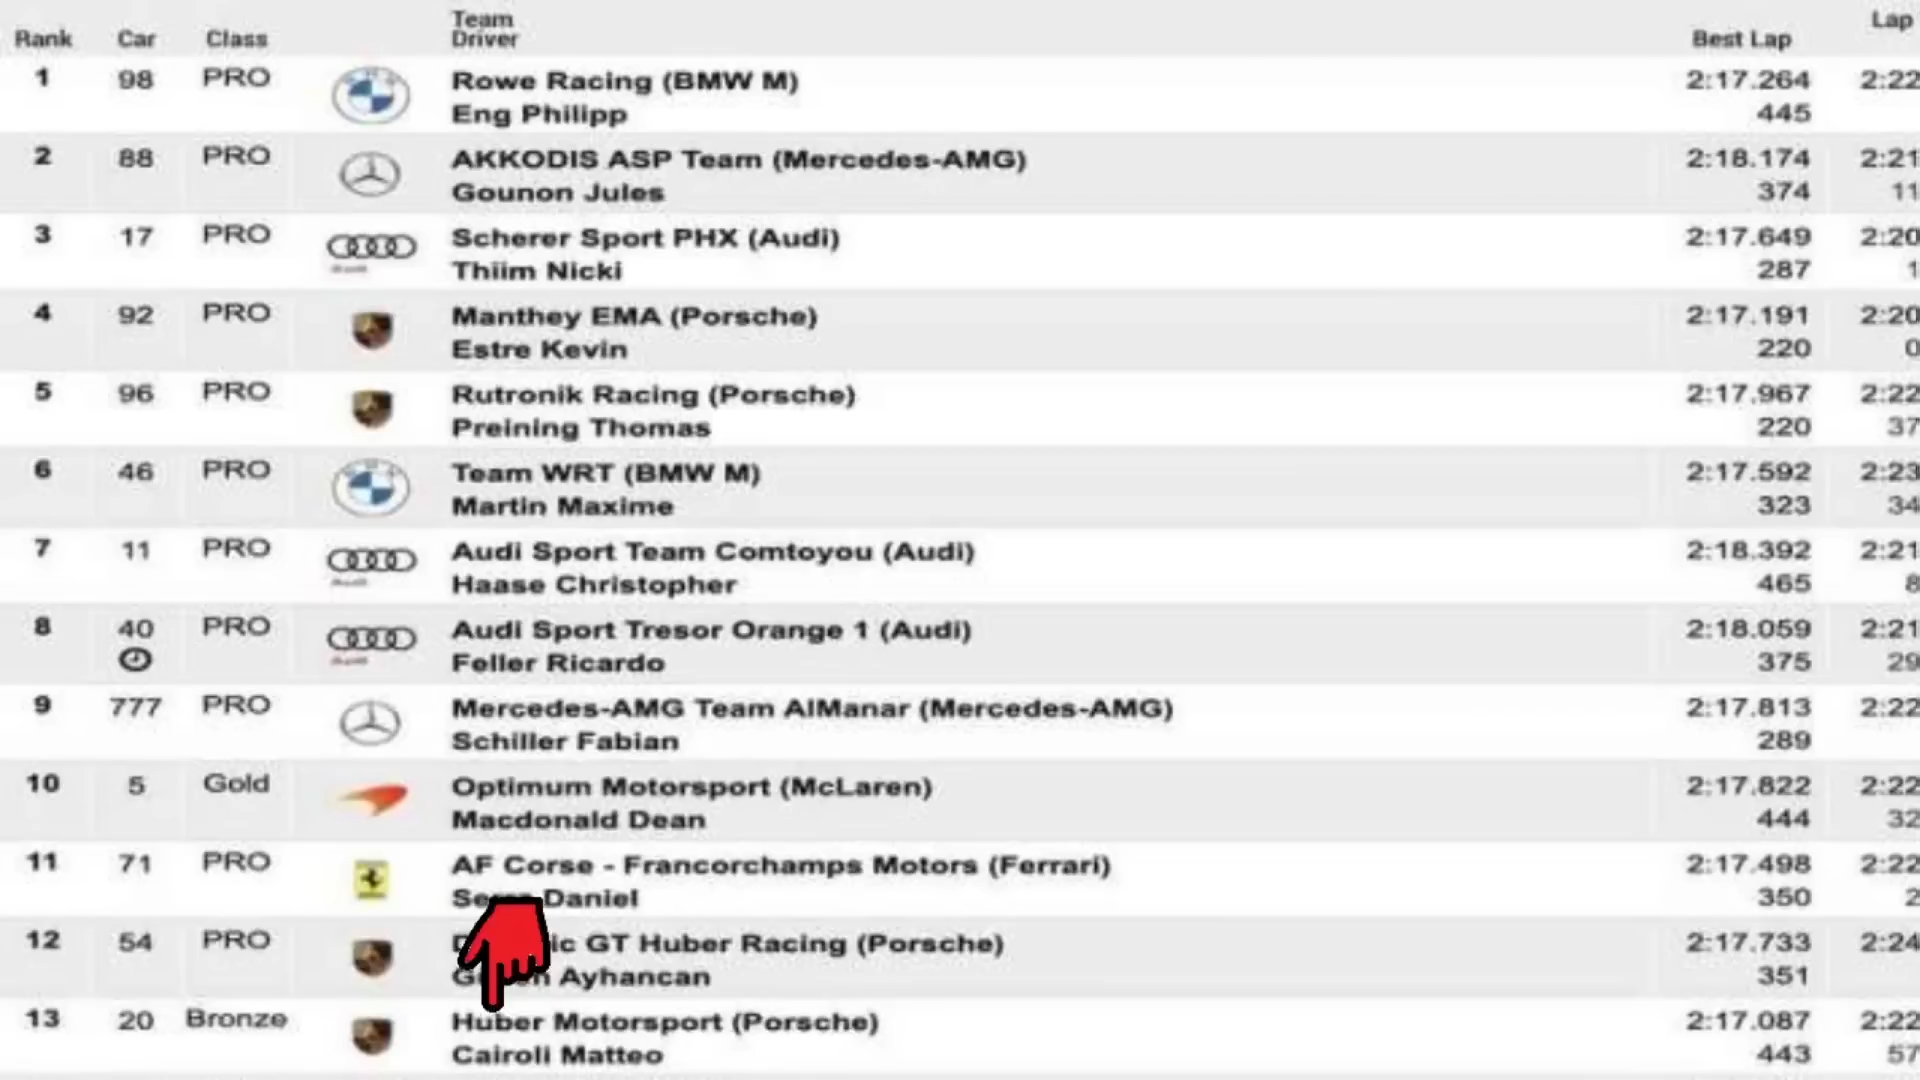 Rank Car Class Team Driver Best Lap Lap
1 98 PRO Rowe Racing (BMW M) 2:17.264 2:22
Eng Philipp 445
2 88 PRO AKKODIS ASP Team (Mercedes-AMG) 2:18.174 2:21
Gounon Jules 374 11
3 17 PRO Scherer Sport PHX (Audi) 2:17.649 2:20
Thiim Nicki 287 1
4 92 PRO Manthey EMA (Porsche) 2:17.191 2:20
Estre Kevin 220 0
5 96 PRO Rutronik Racing (Porsche) 2:17.967 2:22
Preining Thomas 220 37
6 46 PRO Team WRT (BMW M) 2:17.592 2:23
Martin Maxime 323 34
7 11 PRO Audi Sport Team Comtoyou (Audi) 2:18.392 2:21
Haase Christopher 465 8
8 40 PRO Audi Sport Tresor Orange 1 (Audi) 2:18.059 2:21
Feller Ricardo 375 29
9 777 PRO Mercedes-AMG Team AlManar (Mercedes-AMG) 2:17.813 2:22
Schiller Fabian 289
10 5 Gold Optimum Motorsport (McLaren) 2:17.822 2:22
Macdonald Dean 444 32
11 71 PRO AF Corse - Francorchamps Motors (Ferrari) 2:17.498 2:22
Daniel 350 2
12 54 PRO GT Huber Racing (Porsche) 2:17.733 2:24
Ayhancan 351
13 20 Bronze Huber Motorsport (Porsche) 2:17.087 2:22
Cairoli Matteo 443 57